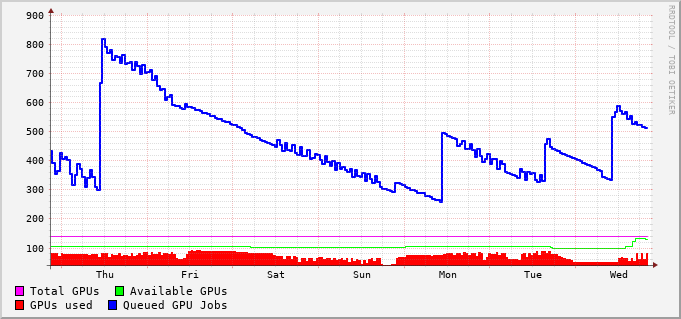 900
800
700
600
500
400
300
200
100
Thu Fri Sat Sun Mon Tue Wed
Total GPUs Available GPUs
GPUs used Queued GPU Jobs
RRDTOOL / TOBI OETIKER